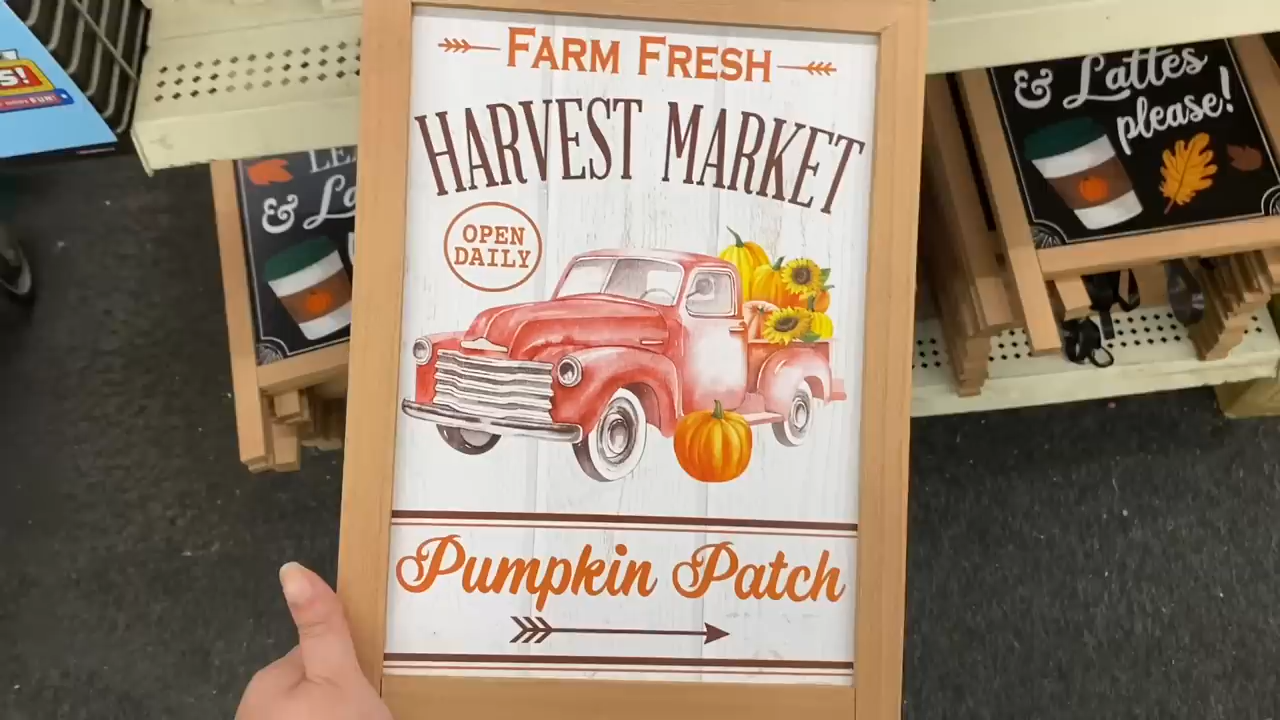 FARM FRESH
HARVEST MARKET
OPEN
DAILY
Pumpkin Patch
& Lattes
please!
&
S!